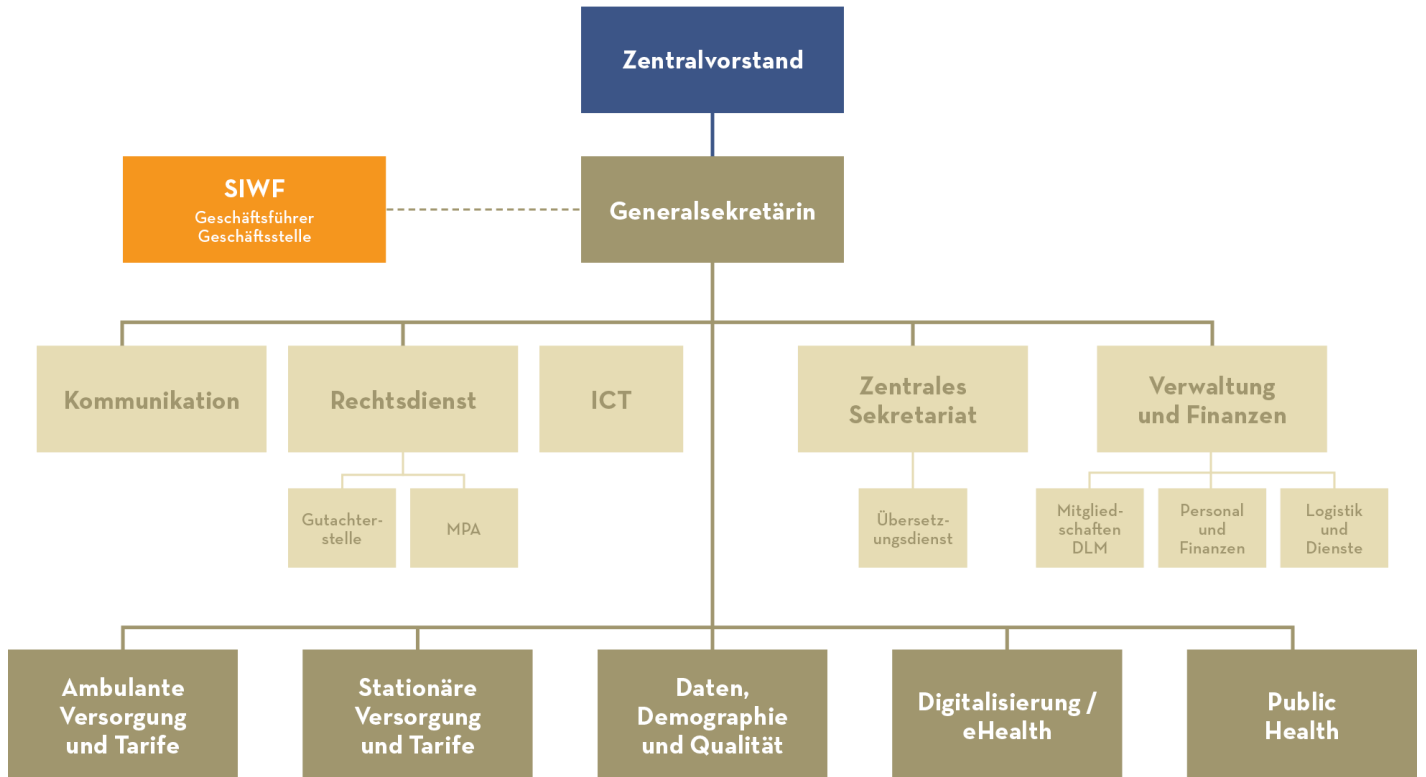 Zentralvorstand
SIWF
Geschäftsführer
Geschäftsstelle
Generalsekretärin
Kommunikation
Rechtsdienst
ICT
Zentrales
Sekretariat
Verwaltung
und Finanzen
Gutachter-
stelle
MPA
Übersetz-
ungsdienst
Mitglied-
schaften
DLM
Personal
und
Finanzen
Logistik
und
Dienste
Ambulante
Versorgung
und Tarife
Stationäre
Versorgung
und Tarife
Daten,
Demographie
und Qualität
Digitalisierung /
eHealth
Public
Health